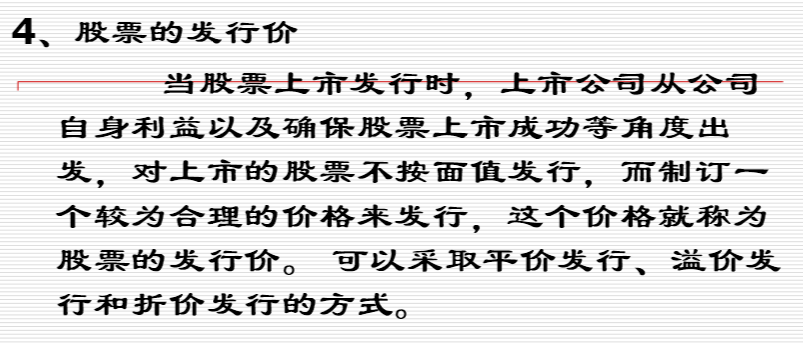 4、股票的发行价
当股票上市发行时，上市公司从公司
自身利益以及确保股票上市成功等角度出
发，对上市的股票不按面值发行，而制订一
个较为合理的价格来发行，这个价格就称为
股票的发行价。 可以采取平价发行、溢价发
行和折价发行的方式。